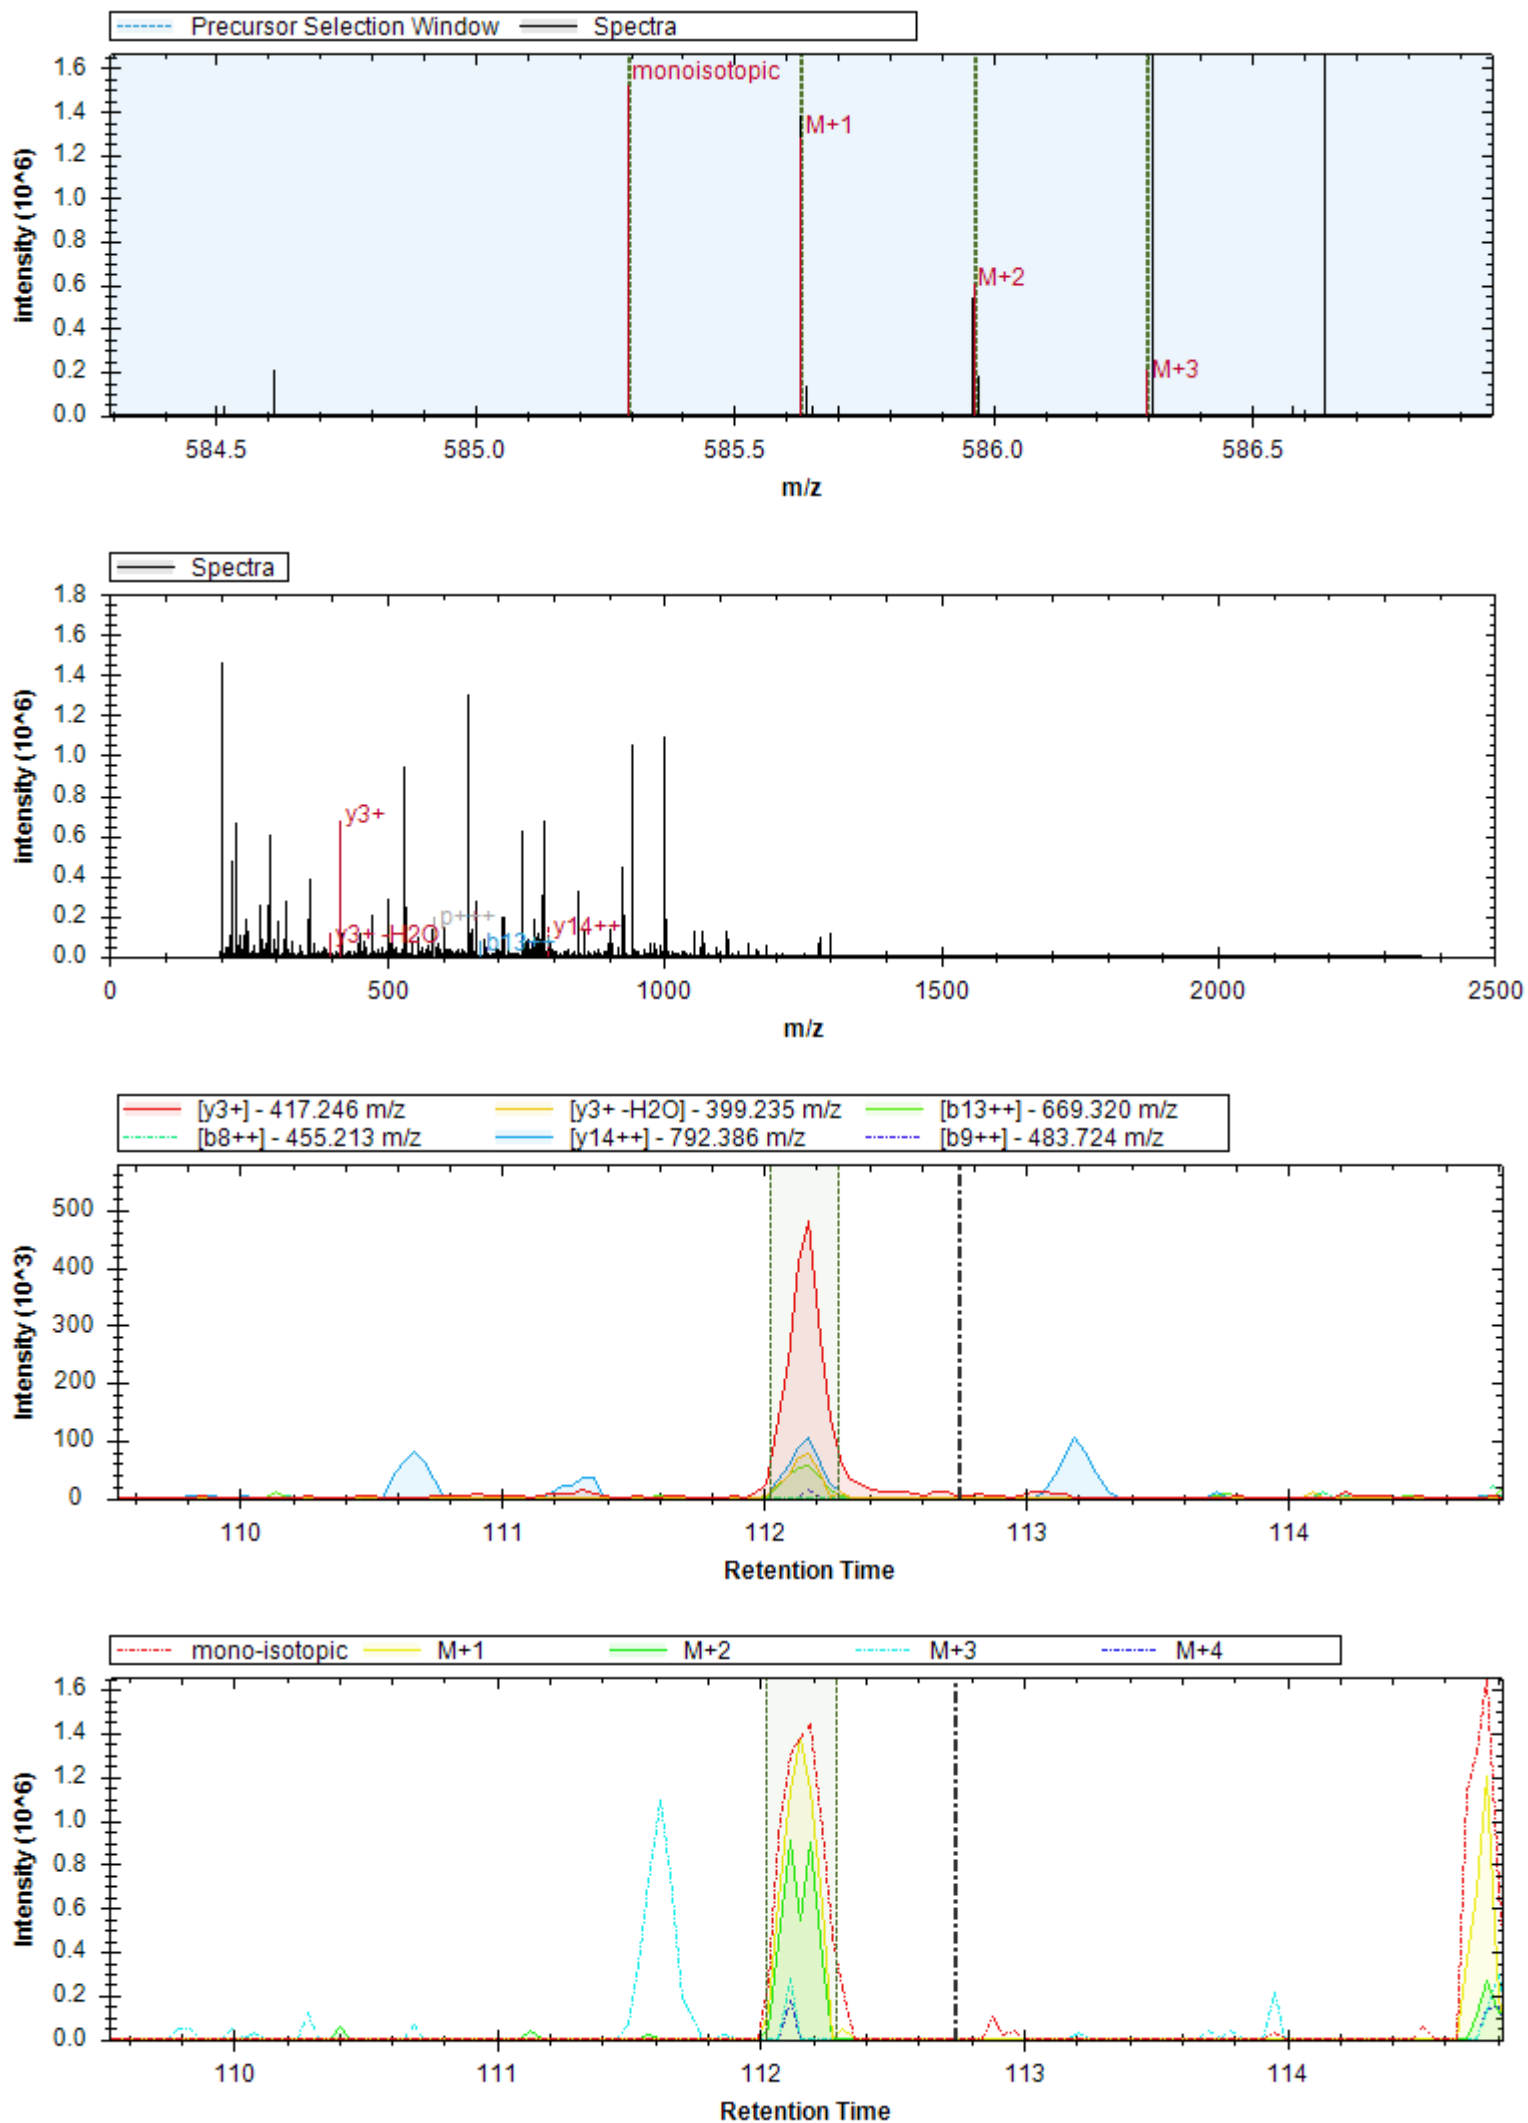 Precursor Selection Window Spectra
1.6
1.4
1.2
1.0
0.8
0.6
0.4
0.2
0.0
intensity (10^6)
monoisotopic
M+1
M+2
M+3
584.5 585.0 585.5 586.0 586.5
m/z
Spectra
1.8
1.6
1.4
1.2
1.0
0.8
0.6
0.4
0.2
0.0
intensity (10^6)
y3+
p+++
y14++
y3+ -H2O
b13++
0 500 1000 1500 2000 2500
m/z
[y3+] - 417.246 m/z [y3+ -H2O] - 399.235 m/z [b13++] - 669.320 m/z
[b8++] - 455.213 m/z [y14++] - 792.386 m/z [b9++] - 483.724 m/z
500
400
300
200
100
0
Intensity (10^3)
110 111 112 113 114
Retention Time
mono-isotopic M+1 M+2 M+3 M+4
1.6
1.4
1.2
1.0
0.8
0.6
0.4
0.2
0.0
Intensity (10^6)
110 111 112 113 114
Retention Time